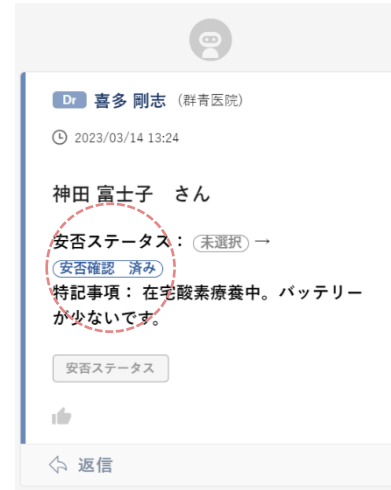 Dr 喜多 剛志 (群青医院)
2023/03/14 13:24
神田 富士子 さん
安否ステータス： 未選択 →
安否確認 済み
特記事項： 在宅酸素療養中。バッテリー
が少ないです。
安否ステータス
返信